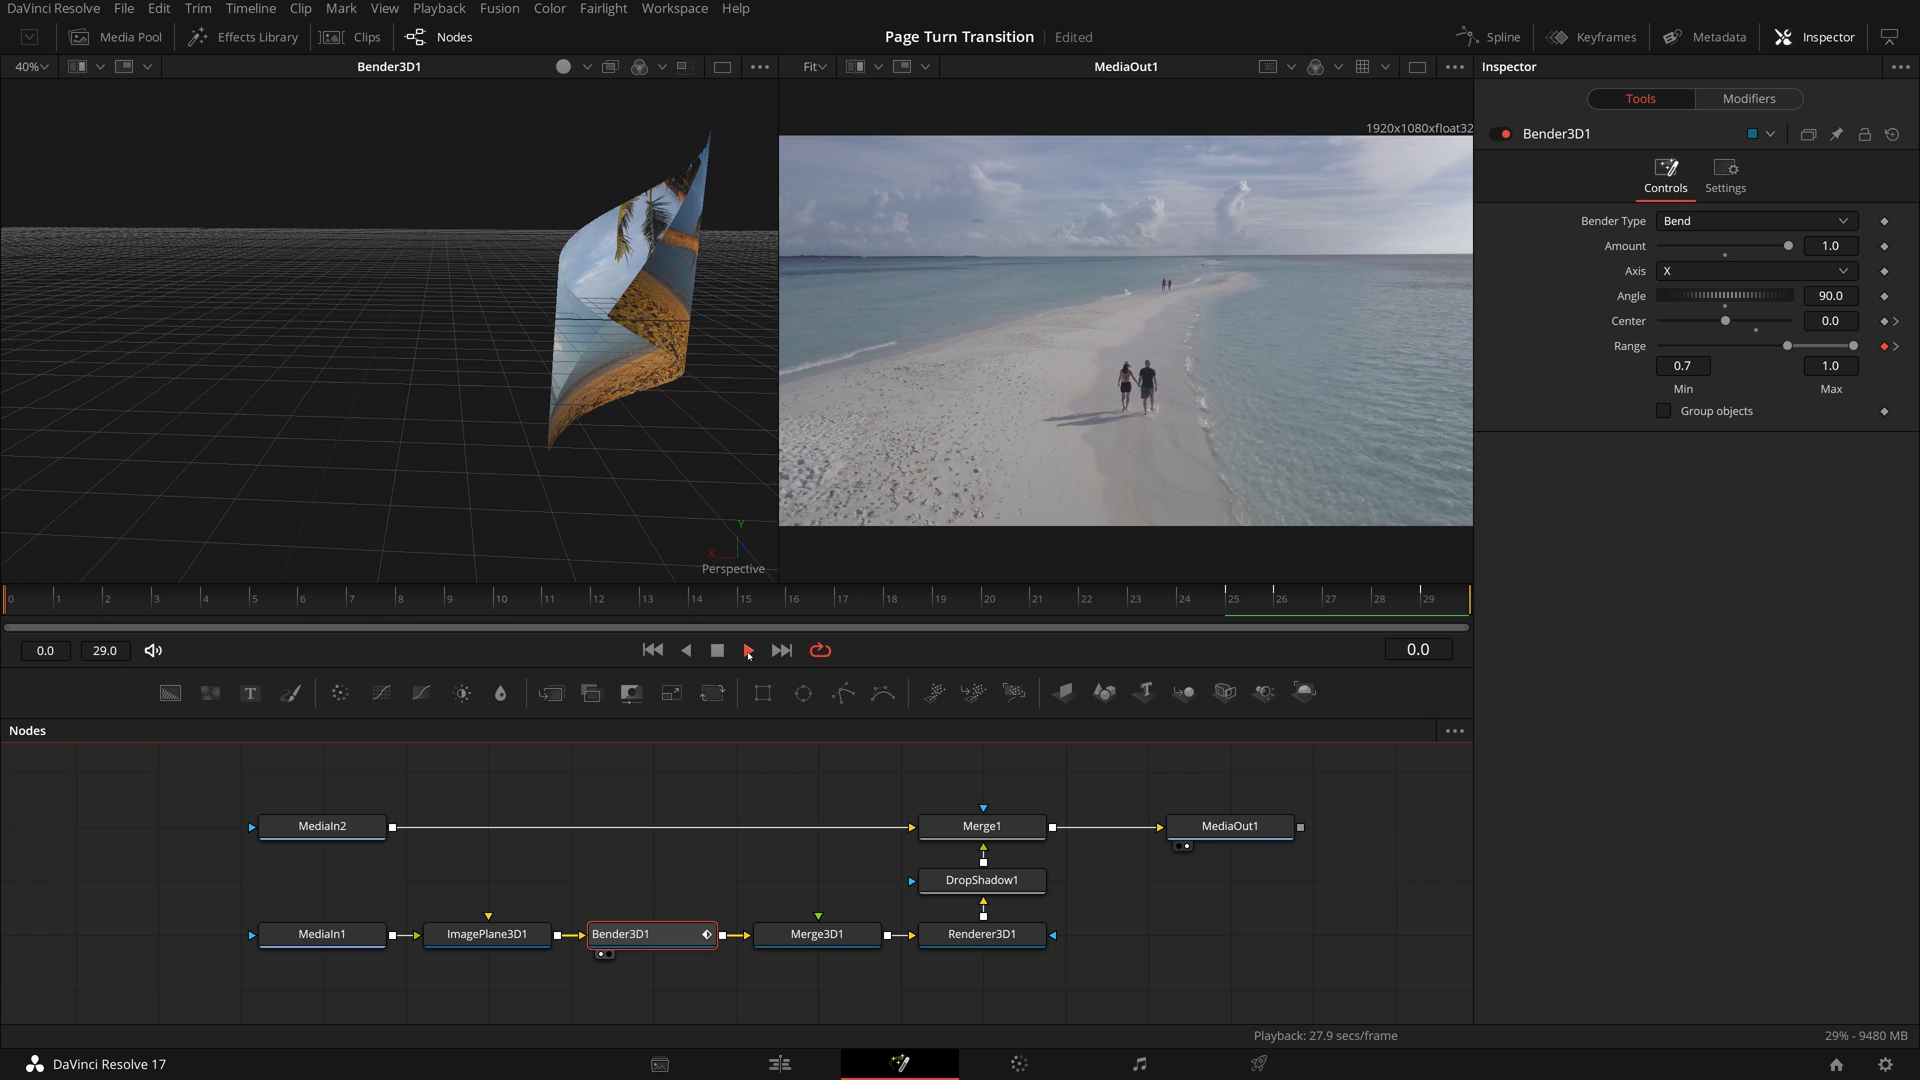 DaVinci Resolve File Edit Trim Timeline Clip Mark View Playback Fusion Color Fairlight Workspace Help
Media Pool Effects Library Clips Nodes Page Turn Transition Edited Spline Keyframes Metadata Inspector
40% Bender3D1 Fit MediaOut1 Inspector
Tools Modifiers
1920x1080xfloat32
Bender3D1
Controls Settings
Bender Type Bend
Amount 1.0
Axis X
Angle 90.0
Center 0.0
Range
0.7 1.0
Min Max
Group objects
Y
X
Perspective
0 1 2 3 4 5 6 7 8 9 10 11 12 13 14 15 16 17 18 19 20 21 22 23 24 25 26 27 28 29
0.0 29.0 0.0
T T
Nodes
MediaIn2 Merge1 MediaOut1
DropShadow1
MediaIn1 ImagePlane3D1 Bender3D1 Merge3D1 Renderer3D1
Playback: 27.9 secs/frame 29% - 9480 MB
DaVinci Resolve 17